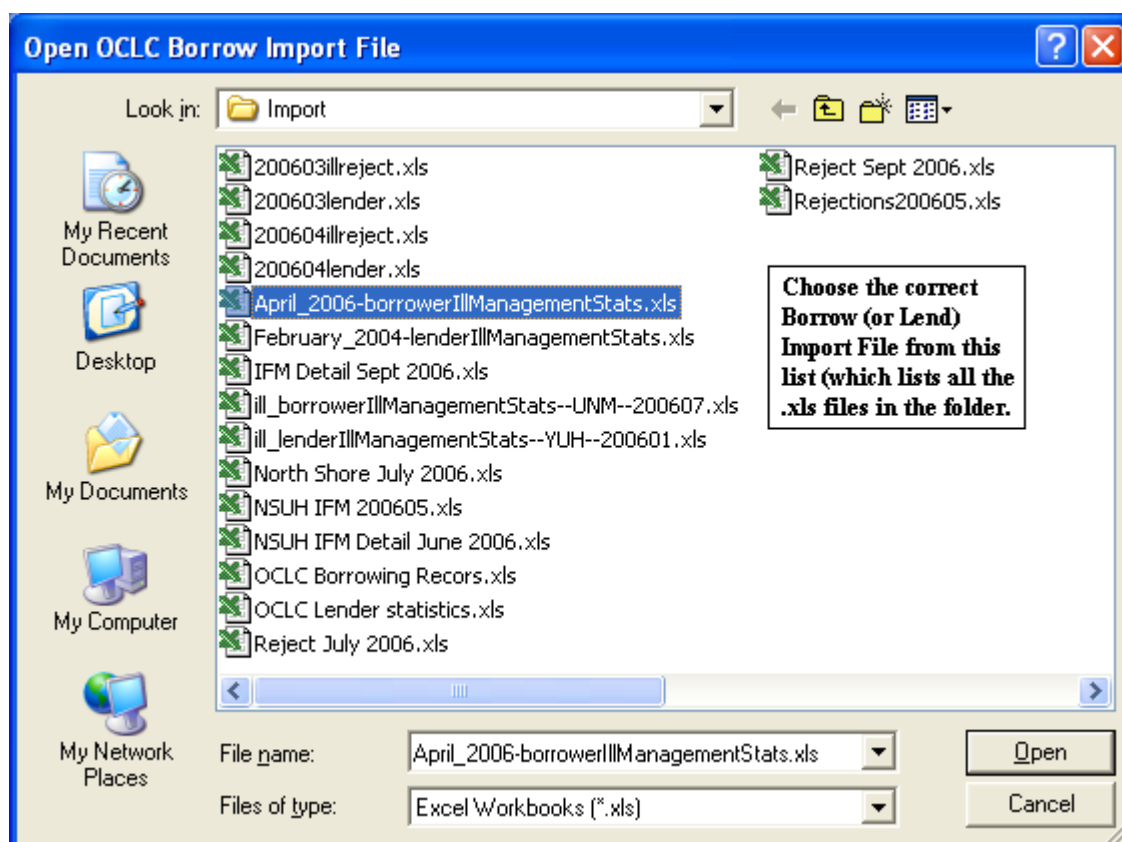 Open OCLC Borrow Import File
Look in:
Import
My Recent
Documents
Desktop
My Documents
My Computer
My Network
Places
200603illreject.xls
200603lender.xls
200604illreject.xls
200604lender.xls
April_2006-borrowerIllManagementStats.xls
February_2004-lenderIllManagementStats.xls
IFM Detail Sept 2006.xls
ill_borrowerIllManagementStats--UNM--200607.xls
ill_lenderIllManagementStats--YUH--200601.xls
North Shore July 2006.xls
NSUH IFM 200605.xls
NSUH IFM Detail June 2006.xls
OCLC Borrowing Recors.xls
OCLC Lender statistics.xls
Reject July 2006.xls
Reject Sept 2006.xls
Rejections200605.xls
Choose the correct
Borrow (or Lend)
Import File from this
list (which lists all the
.xls files in the folder.
File name:
April_2006-borrowerIllManagementStats.xls
Open
Files of type:
Excel Workbooks (*.xls)
Cancel